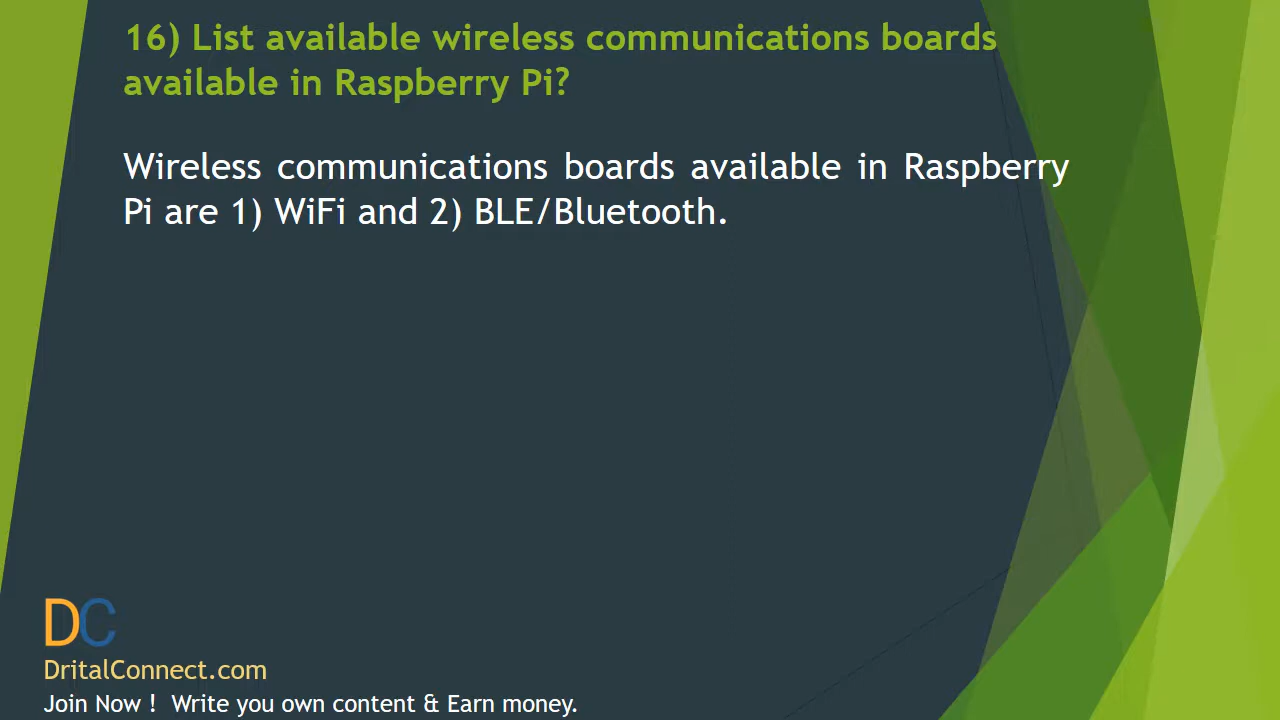 16) List available wireless communications boards
available in Raspberry Pi?
Wireless communications boards available in Raspberry
Pi are 1) WiFi and 2) BLE/Bluetooth.
DC
DritalConnect.com
Join Now !  Write you own content & Earn money.